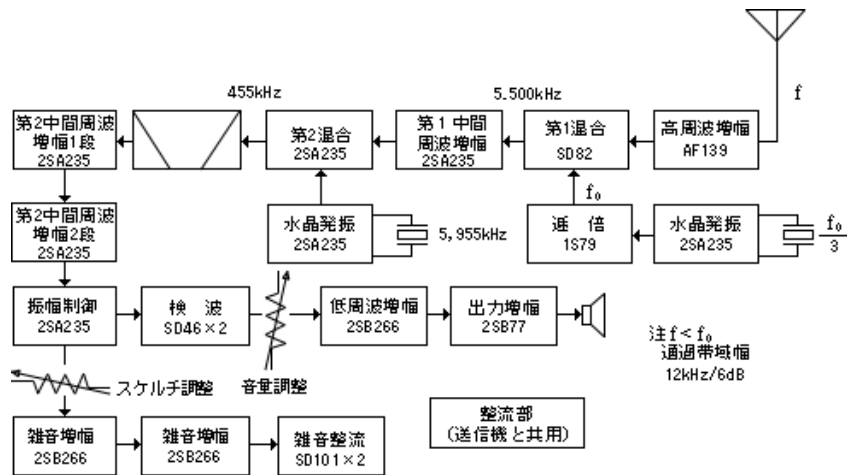 455kHz
5.500kHz
f
第2中間周波
増幅1段
2SA235
第2混合
2SA235
第1中間
周波増幅
2SA235
第1混合
SD82
高周波増幅
AF139
f₀
第2中間周波
増幅2段
2SA235
水晶発振
2SA235
5,955kHz
逓倍
1S79
水晶発振
2SA235
f₀
3
振幅制御
2SA235
検波
SD46×2
低周波増幅
2SB266
出力増幅
2SB77
注f<f₀
通過帯域幅
12kHz/6dB
スケルチ調整
音量調整
雑音増幅
2SB266
雑音増幅
2SB266
雑音整流
SD101×2
整流部
(送信機と共用)